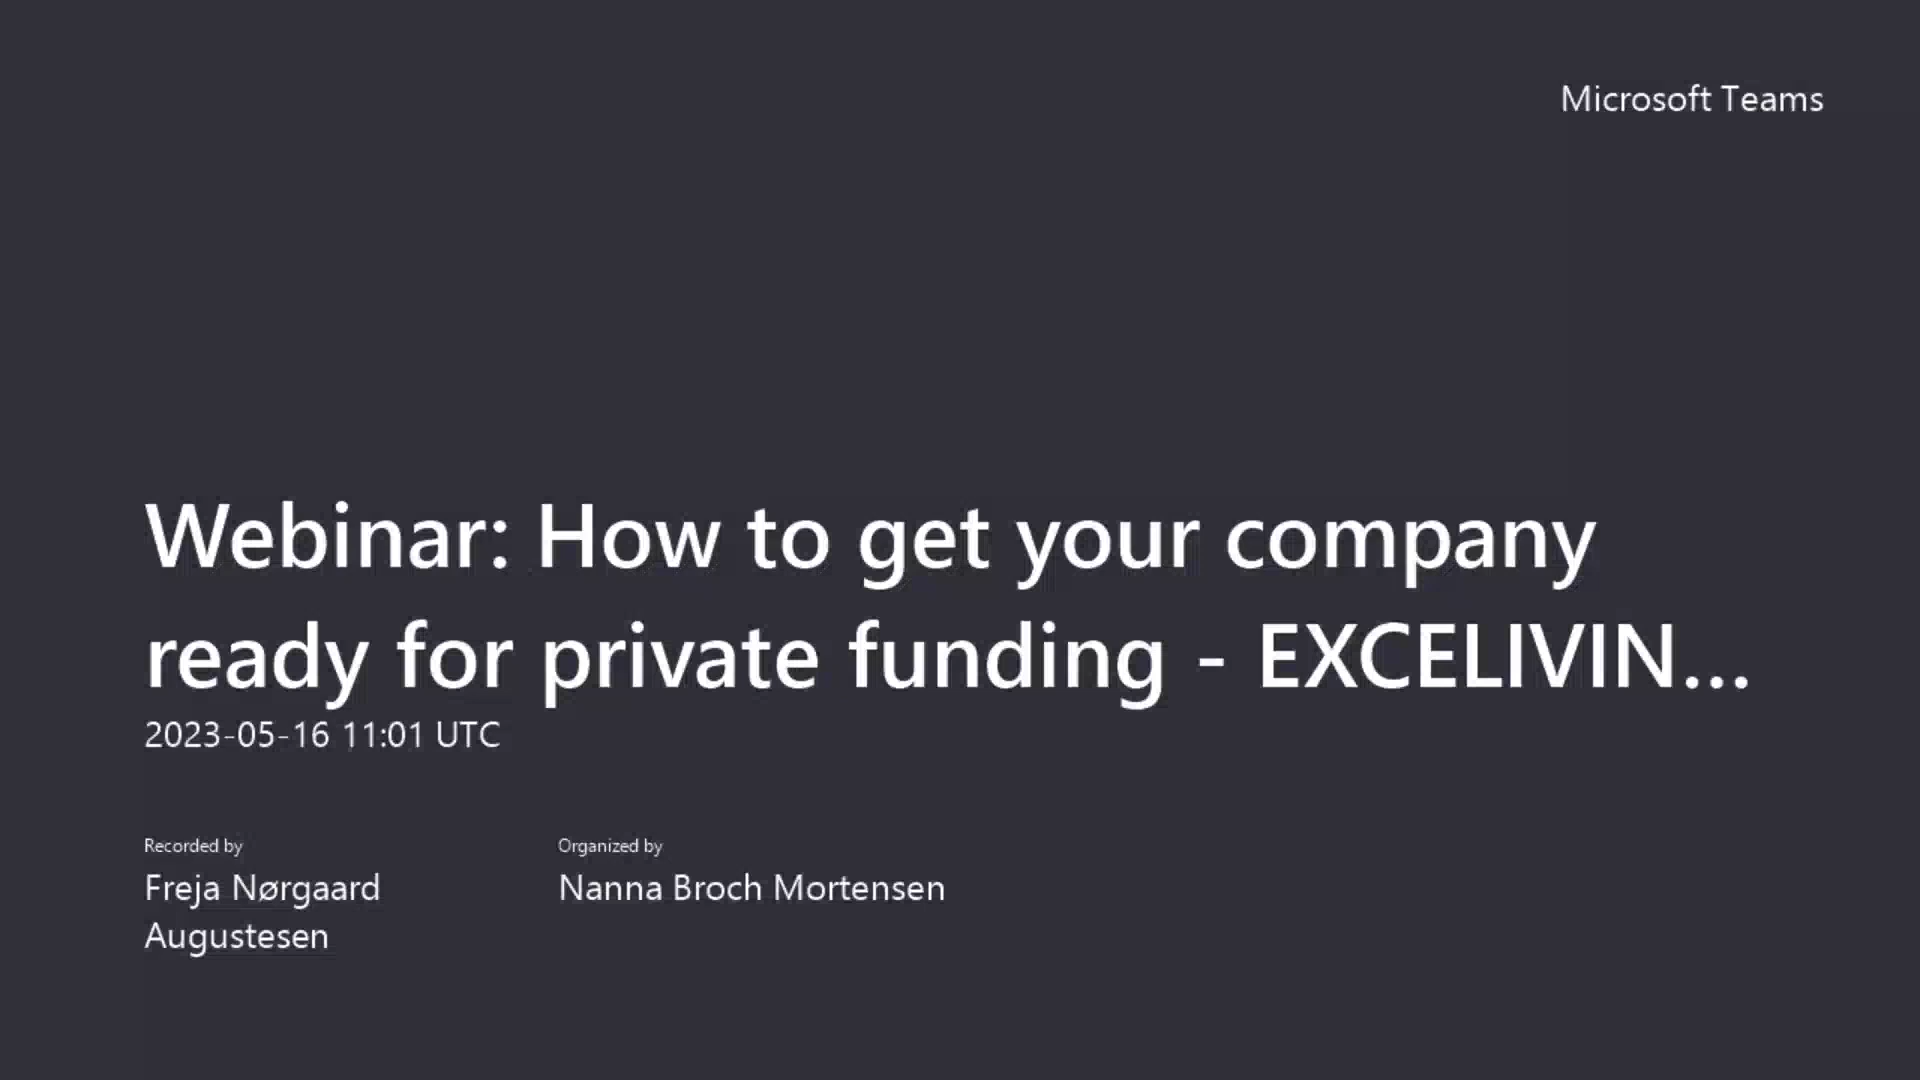 Microsoft Teams
Webinar: How to get your company
ready for private funding - EXCELIVIN...
2023-05-16 11:01 UTC
Recorded by
Freja Nørgaard
Augustesen
Organized by
Nanna Broch Mortensen